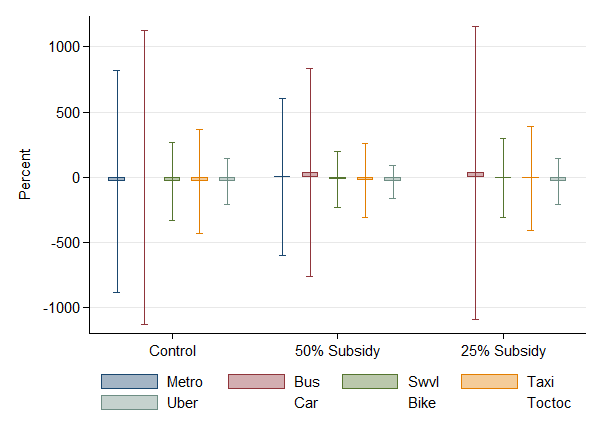 Percent
1000
500
0
-500
-1000
Control 50% Subsidy 25% Subsidy
Metro Bus Swvl Taxi
Uber Car Bike Toctoc